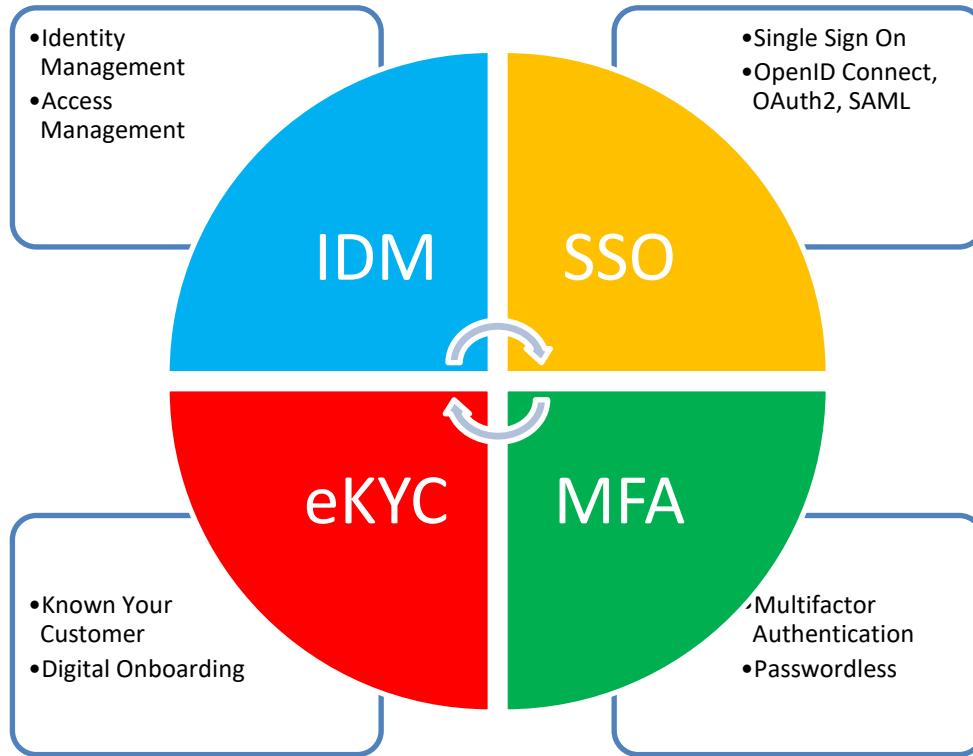 •Identity
Management
•Access
Management
•Single Sign On
•OpenID Connect,
OAuth2, SAML
IDM
SSO
eKYC
MFA
•Known Your
Customer
•Digital Onboarding
•Multifactor
Authentication
•Passwordless